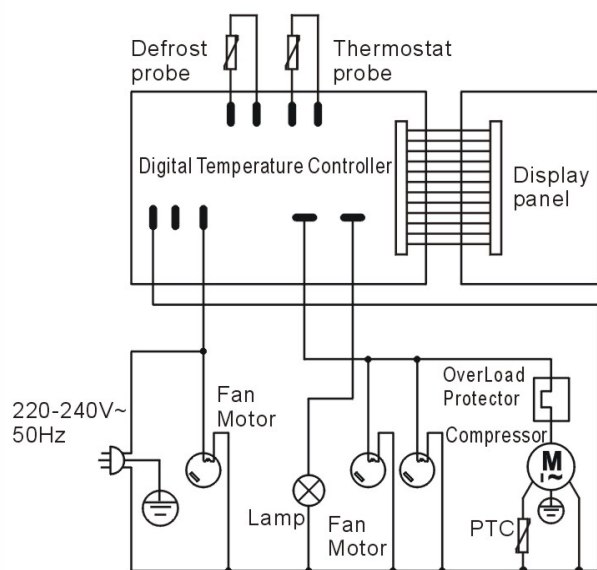 Defrost
probe
Thermostat
probe
Digital Temperature Controller
Display
panel
220-240V~
50Hz
Fan
Motor
Lamp
Fan
Motor
OverLoad
Protector
Compressor
M
I~
PTC